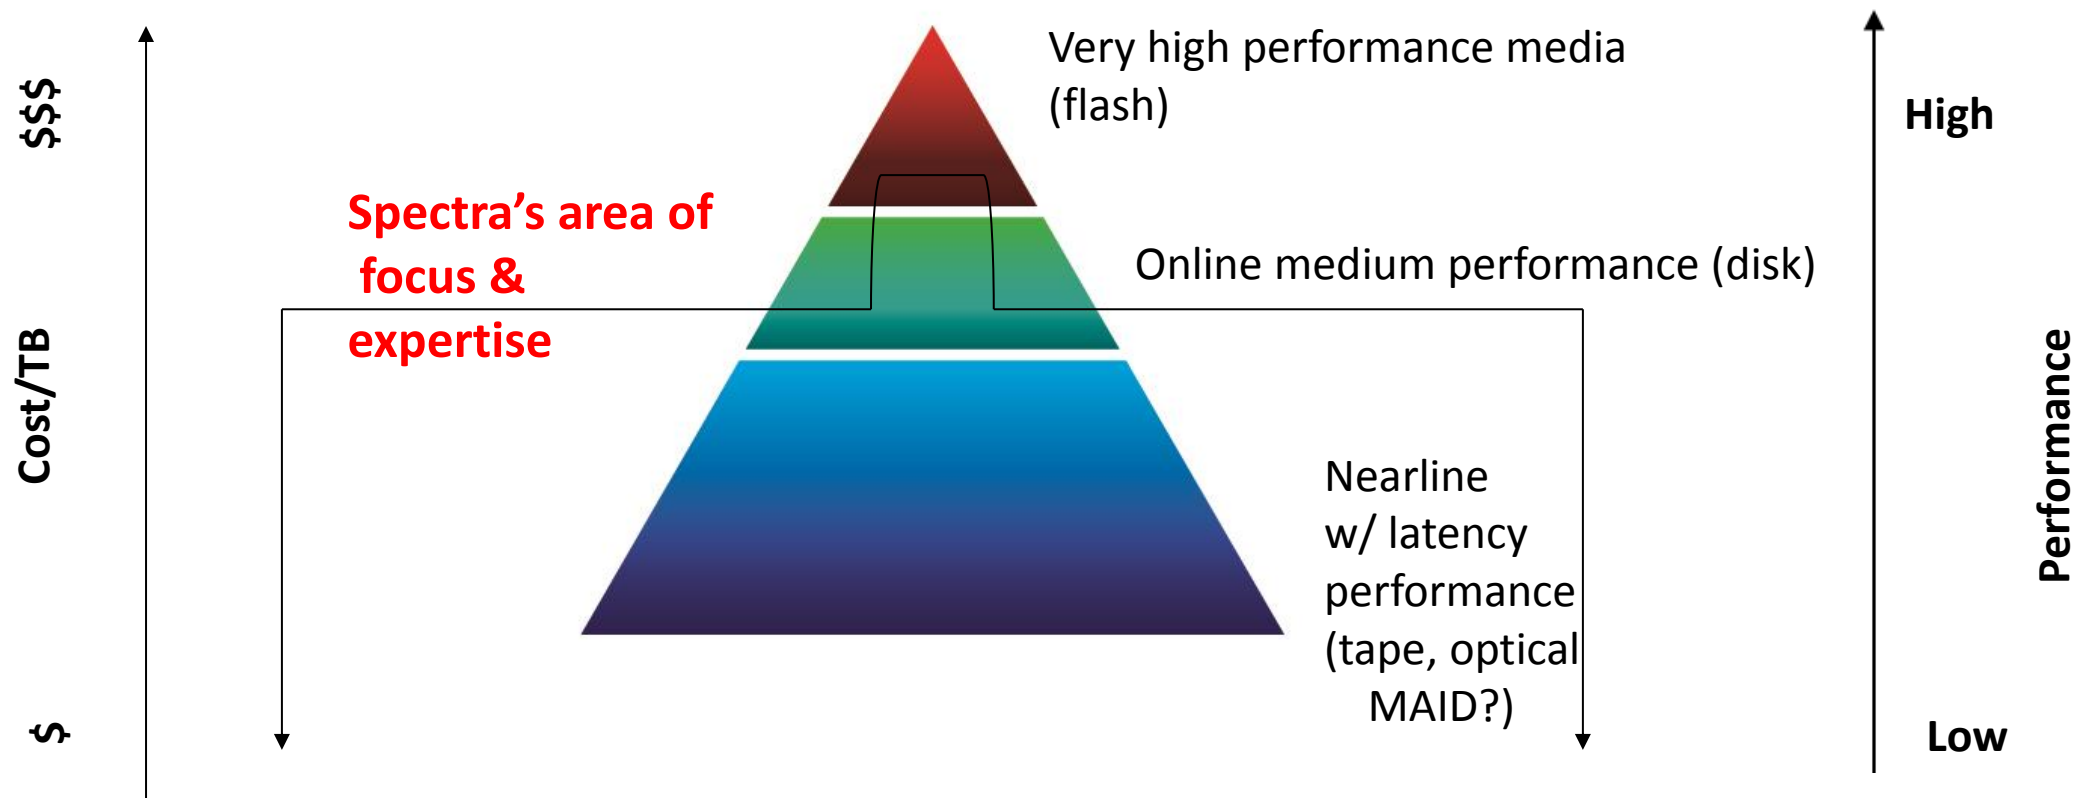 $$$
Cost/TB
$
Spectra’s area of
focus &
expertise
Very high performance media
(flash)
Online medium performance (disk)
Nearline
w/ latency
performance
(tape, optical
MAID?)
High
Performance
Low